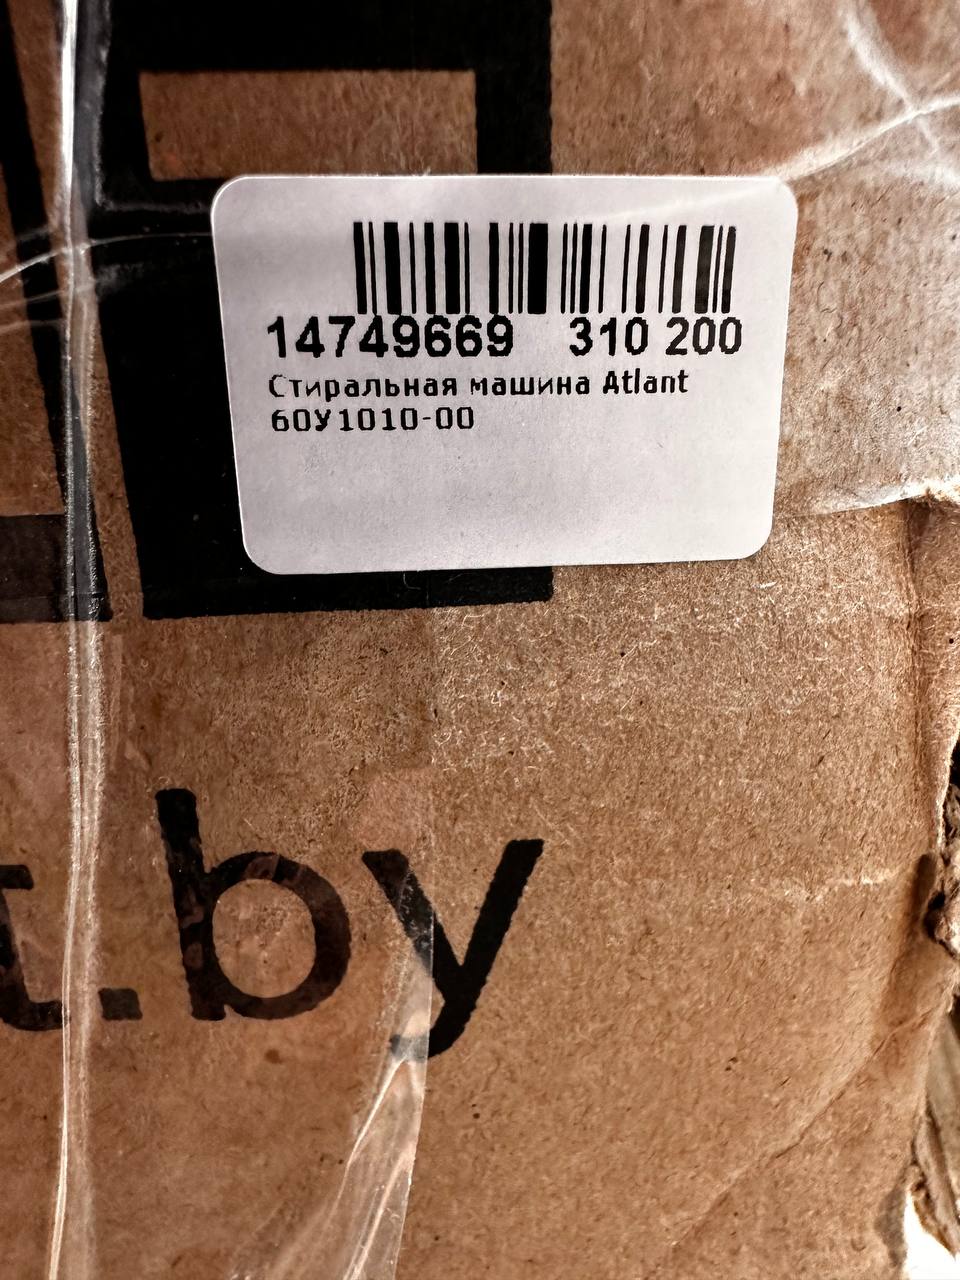 14749669 310 200
Стиральная машина Atlant
60У1010-00
t.by